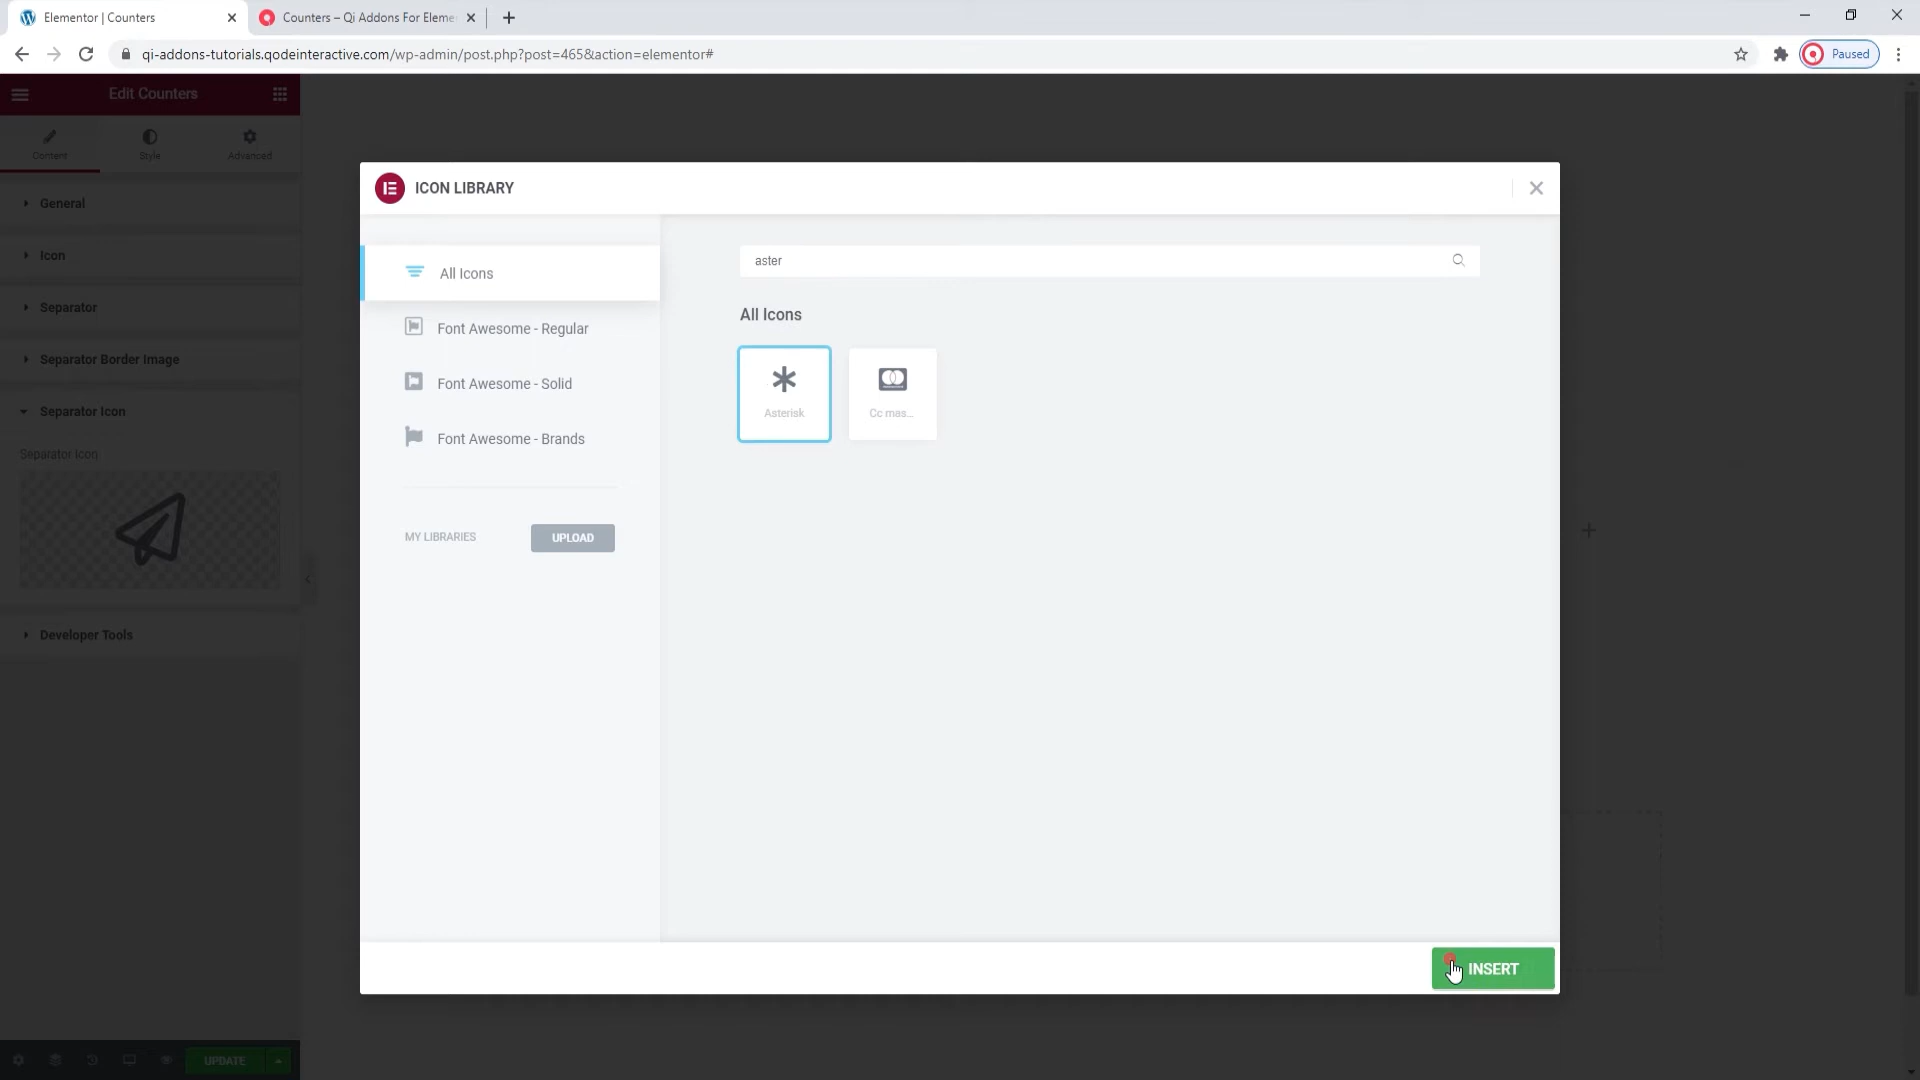 Elementor | Counters
Counters – Qi Addons For Eleme
qi-addons-tutorials.qodeinteractive.com/wp-admin/post.php?post=465&action=elementor#
Paused
Edit Counters
Content
Style
Advanced
General
Icon
Separator
Separator Border Image
Separator Icon
Separator Icon
Developer Tools
UPDATE
ICON LIBRARY
All Icons
Font Awesome - Regular
Font Awesome - Solid
Font Awesome - Brands
MY LIBRARIES
UPLOAD
aster
All Icons
Asterisk
Cc mas...
INSERT